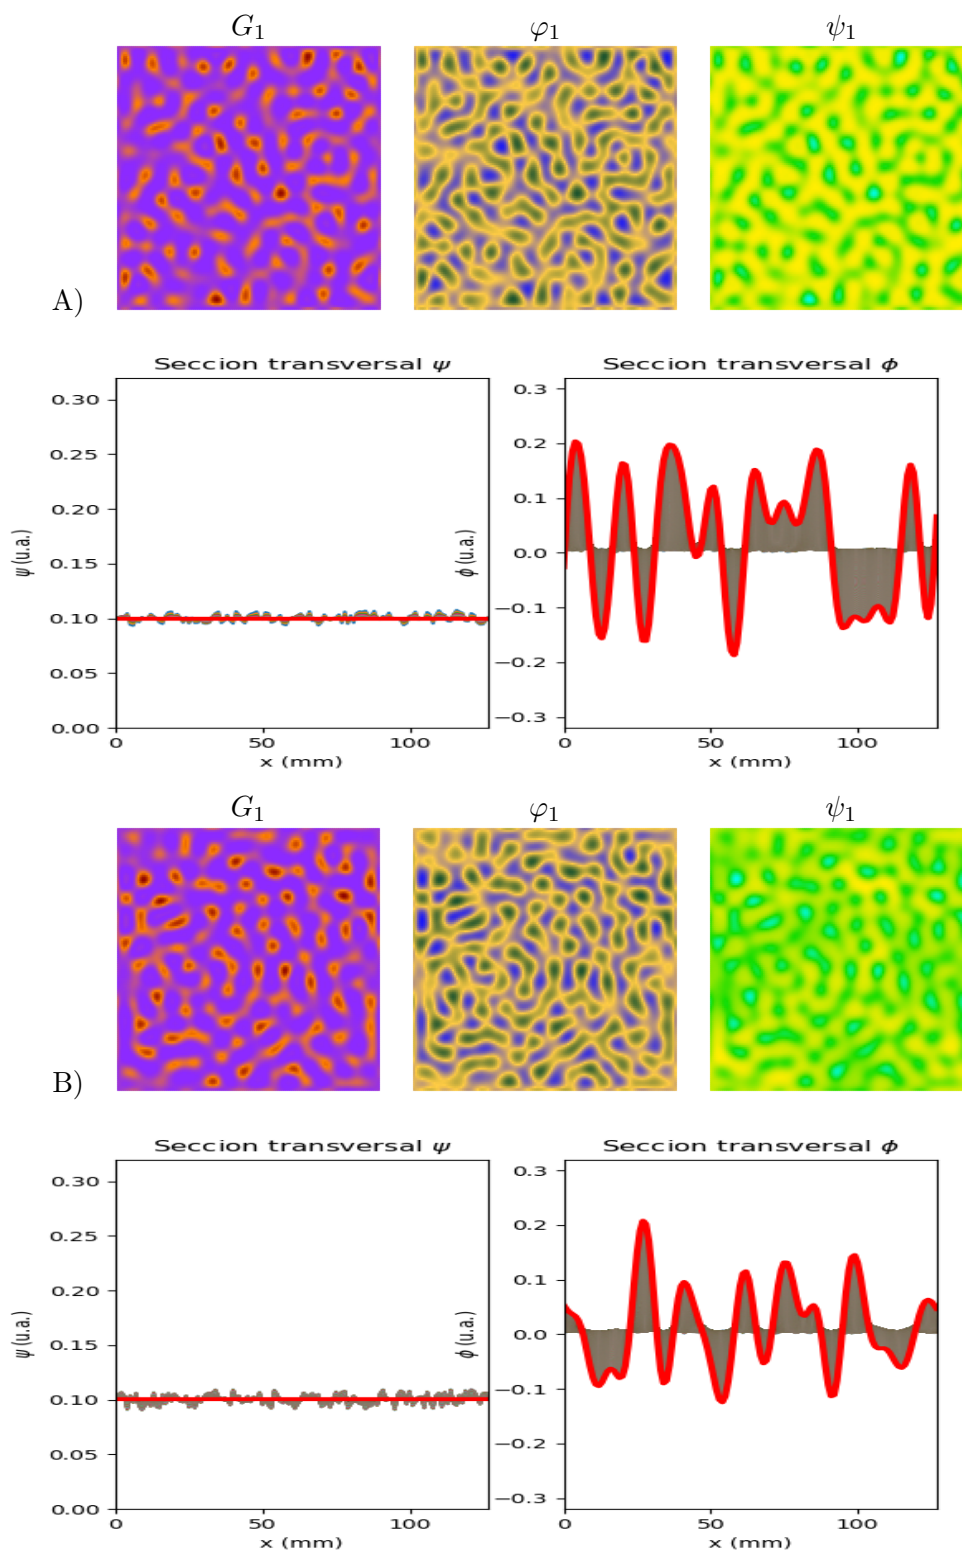 G₁ φ₁ ψ₁
A)
Seccion transversal ψ
0.30
0.25
0.20
0.15
0.10
0.05
0.00
ψ (u.a.)
0 50 100
x (mm)
Seccion transversal ϕ
0.3
0.2
0.1
0.0
−0.1
−0.2
−0.3
ϕ (u.a.)
0 50 100
x (mm)
G₁ φ₁ ψ₁
B)
Seccion transversal ψ
0.30
0.25
0.20
0.15
0.10
0.05
0.00
ψ (u.a.)
0 50 100
x (mm)
Seccion transversal ϕ
0.3
0.2
0.1
0.0
−0.1
−0.2
−0.3
ϕ (u.a.)
0 50 100
x (mm)